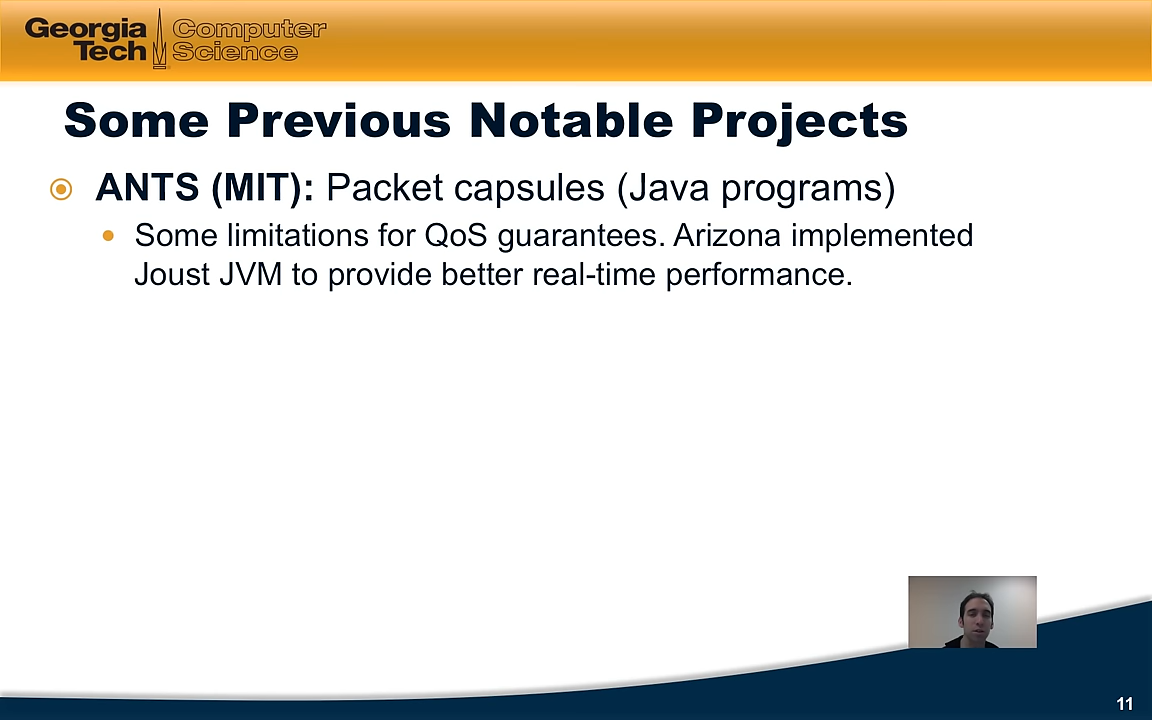 Georgia Tech
Computer Science
Some Previous Notable Projects
ANTS (MIT): Packet capsules (Java programs)
Some limitations for QoS guarantees. Arizona implemented
Joust JVM to provide better real-time performance.
11